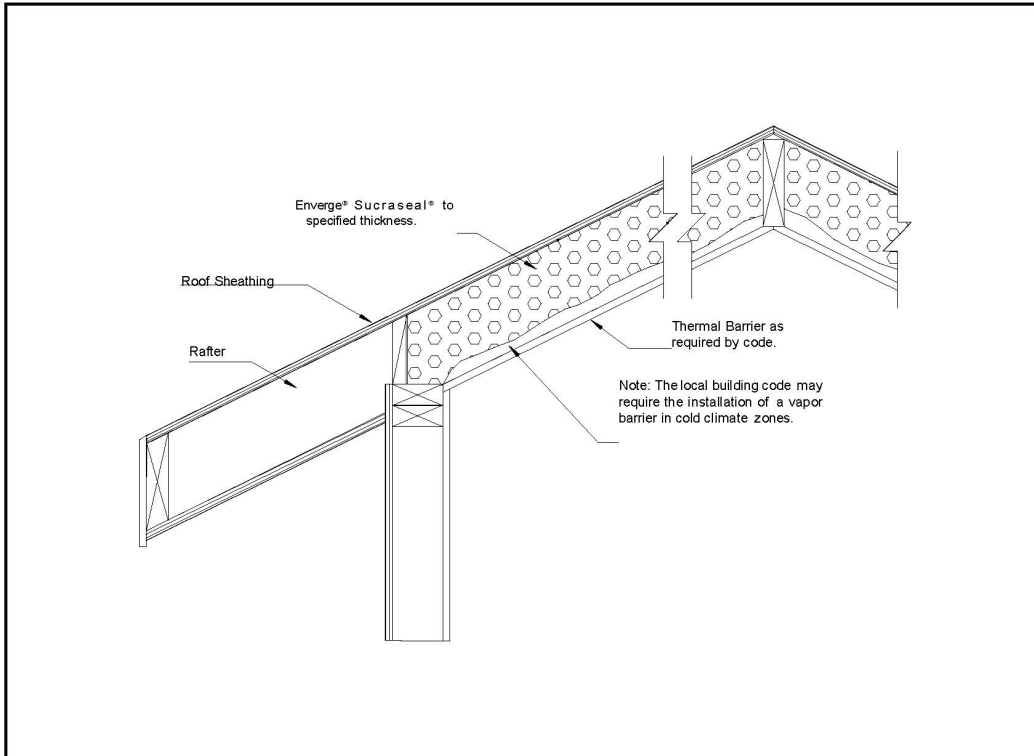 Enverge® Sucraseal® to
specified thickness.
Roof Sheathing
Rafter
Thermal Barrier as
required by code.
Note: The local building code may
require the installation of a vapor
barrier in cold climate zones.